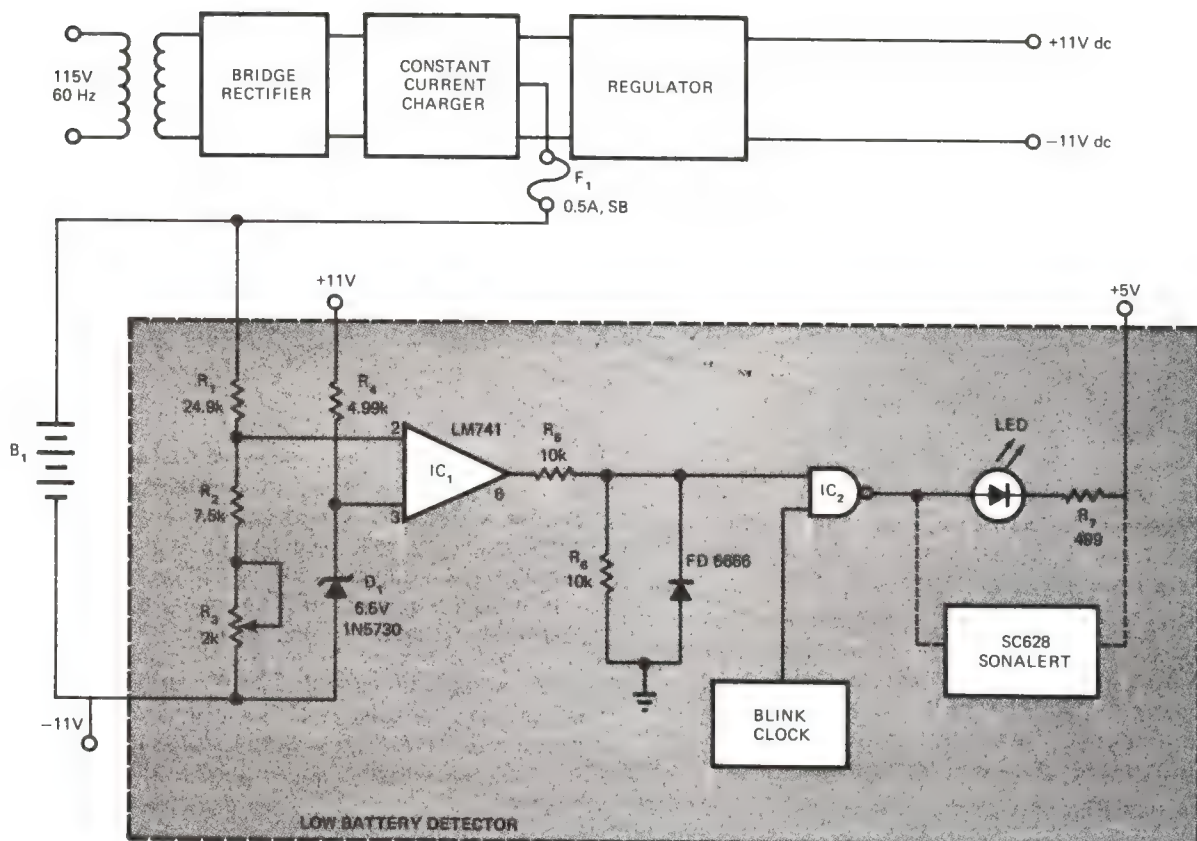 115V
60 Hz
BRIDGE
RECTIFIER
CONSTANT
CURRENT
CHARGER
REGULATOR
+11V dc
−11V dc
F1
0.5A, SB
+11V
+5V
R1
24.9k
R4
4.99k
2
LM741
IC1
6
3
R5
10k
LED
B1
R2
7.5k
IC2
R7
499
R3
2k
D1
6.5V
1N5730
R6
10k
FD 6666
SC628
SONALERT
−11V
BLINK
CLOCK
LOW BATTERY DETECTOR